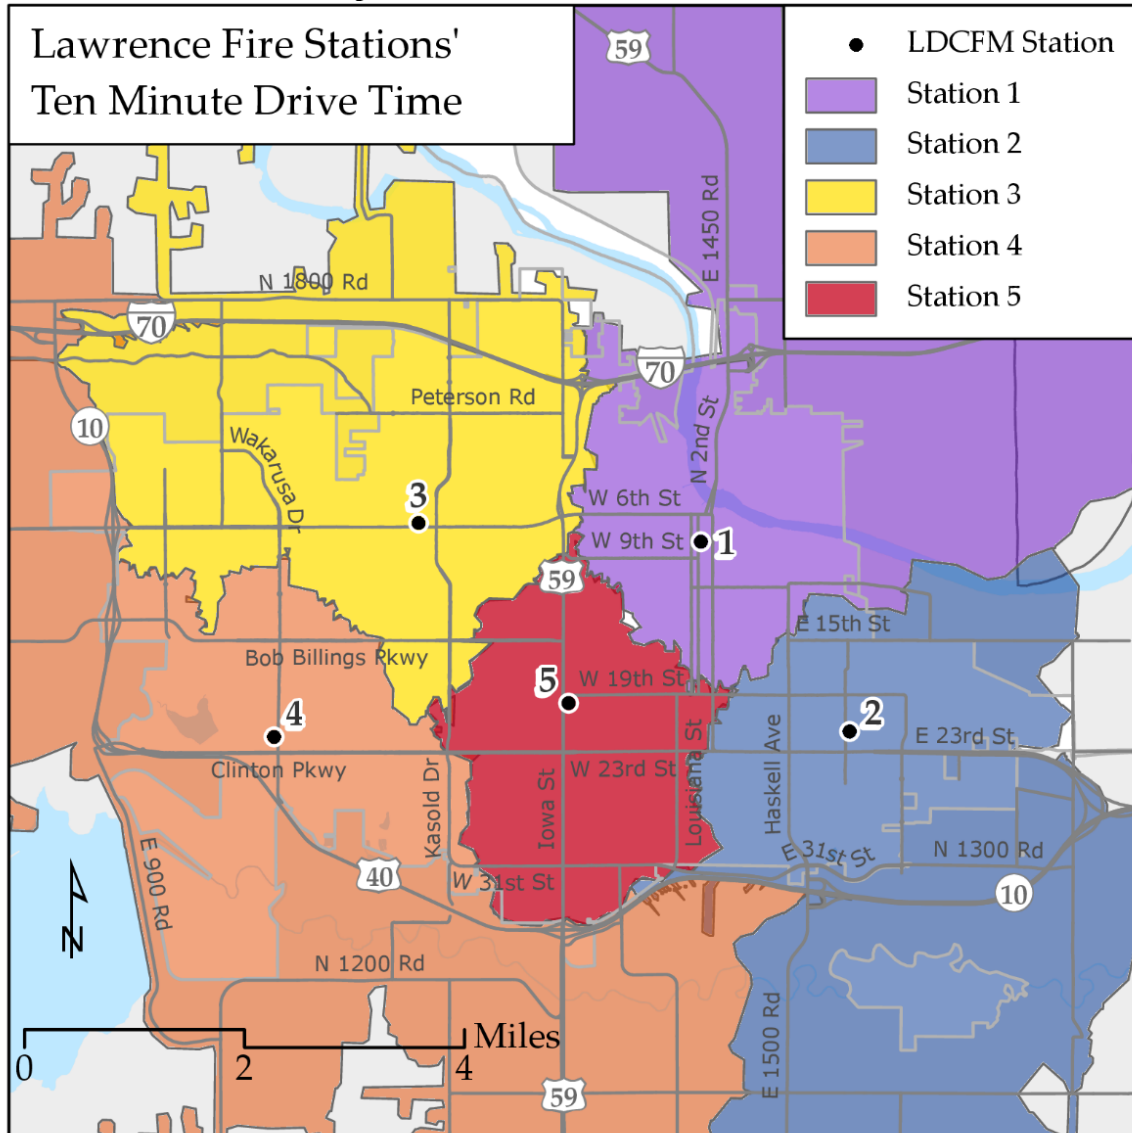 Lawrence Fire Stations'
Ten Minute Drive Time
LDCFM Station
Station 1
Station 2
Station 3
Station 4
Station 5
59
E 1450 Rd
N 1800 Rd
70
70
Peterson Rd
10
Wakarusa Dr
N 2nd St
3
W 6th St
W 9th St
1
59
E 15th St
Bob Billings Pkwy
W 19th St
5
4
2
Clinton Pkwy
W 23rd St
E 23rd St
Kasold Dr
Iowa St
Louisiana St
Haskell Ave
E 900 Rd
40
W 31st St
E 31st St
N 1300 Rd
10
N
N 1200 Rd
E 1500 Rd
0
2
4
Miles
59